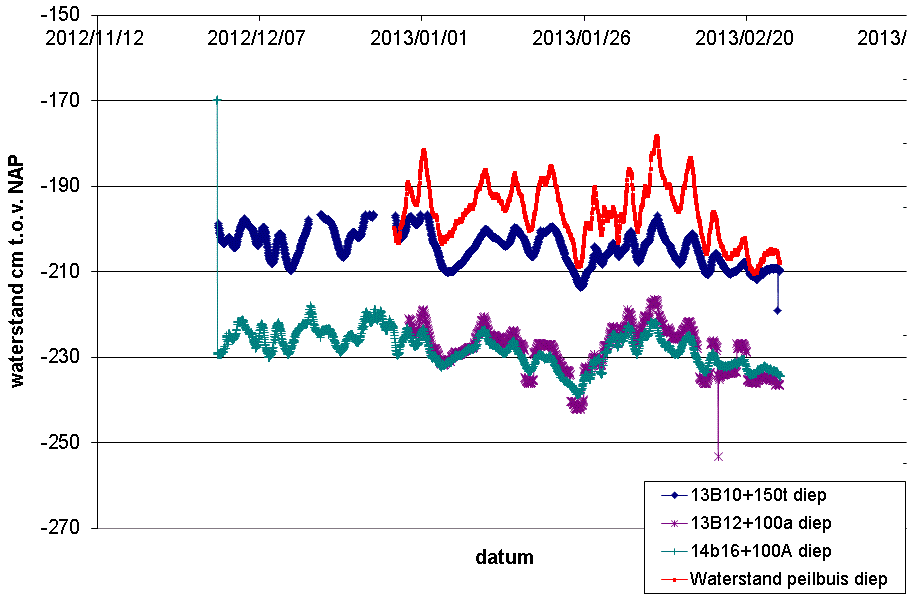 -150
2012/11/12 2012/12/07 2013/01/01 2013/01/26 2013/02/20 2013/
-170
-190
-210
-230
-250
-270
waterstand cm t.o.v. NAP
datum
13B10+150t diep
13B12+100a diep
14b16+100A diep
Waterstand peilbuis diep